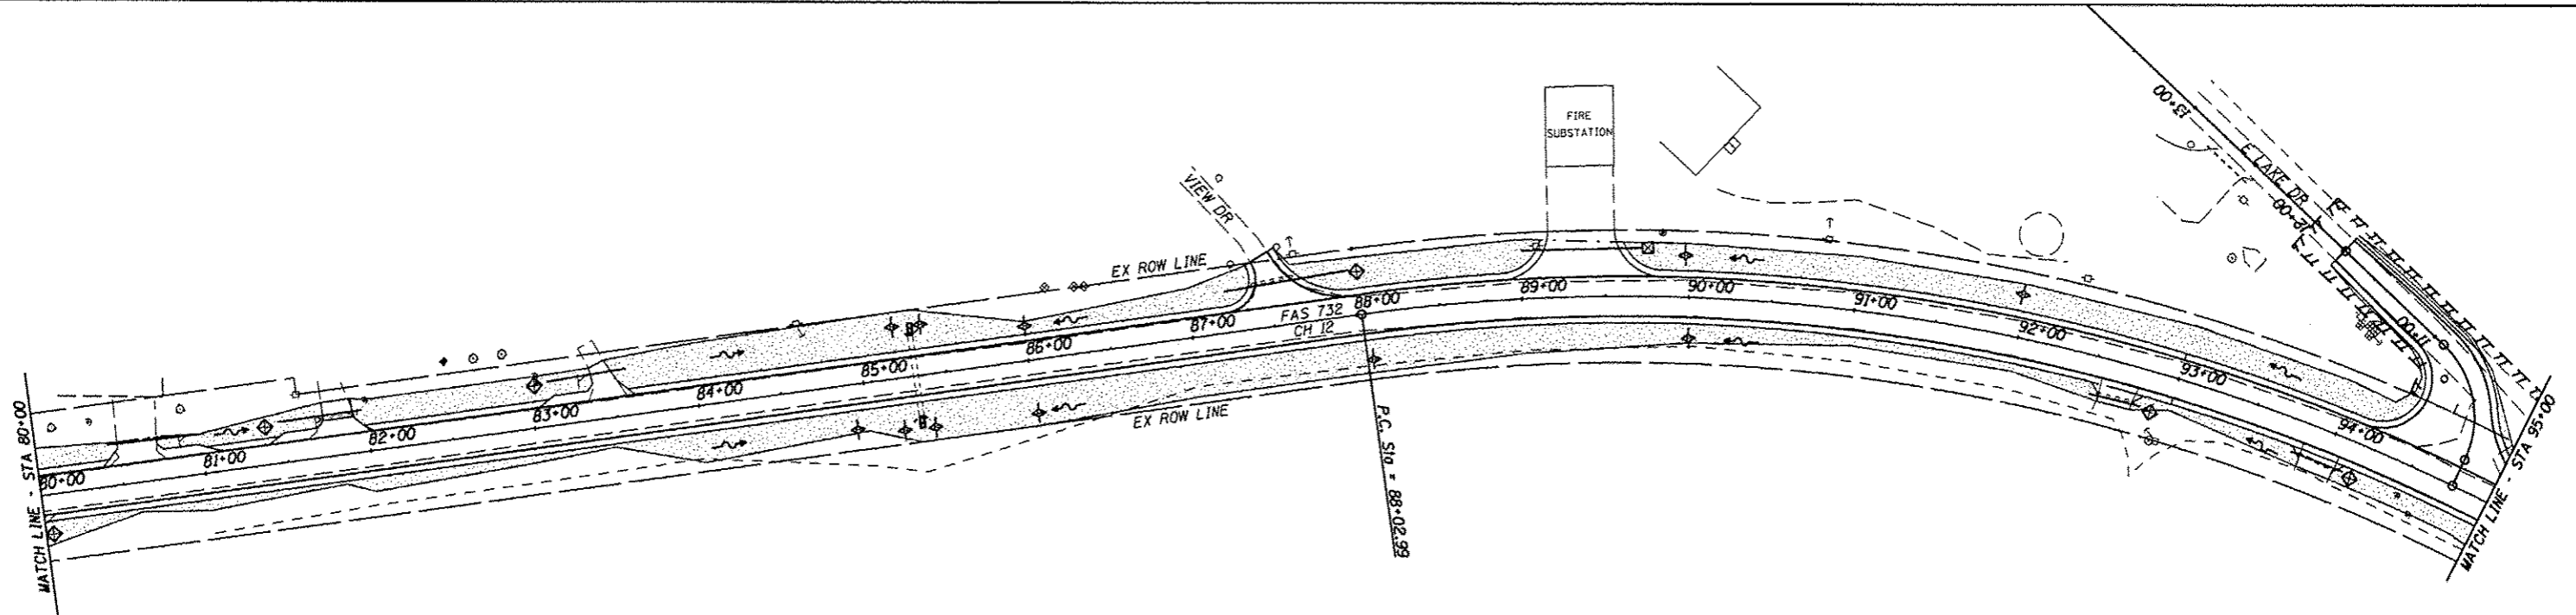 MATCH LINE - STA 80+00
80+00
81+00
82+00
83+00
84+00
85+00
86+00
87+00
FAS 732
CH 12
88+00
89+00
90+00
91+00
92+00
93+00
94+00
EX ROW LINE
EX ROW LINE
VIEW DR
FIRE
SUBSTATION
P.C. Sta = 88+02.99
13+00
E LAKE DR
12+00
11+00
MATCH LINE - STA 95+00